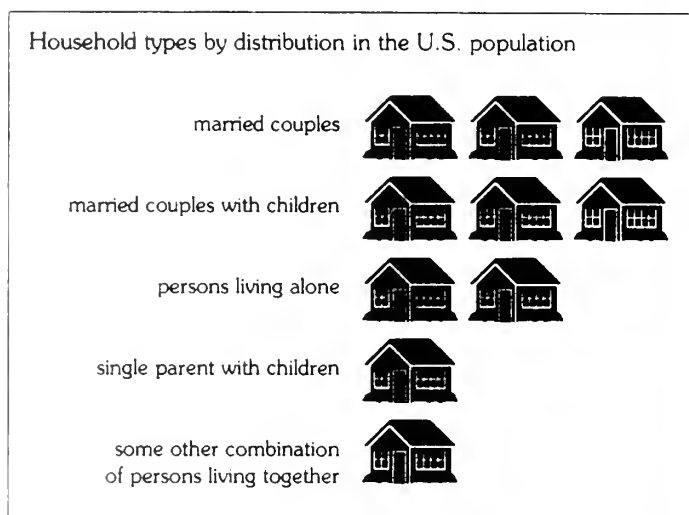 Household types by distribution in the U.S. population
married couples
married couples with children
persons living alone
single parent with children
some other combination
of persons living together